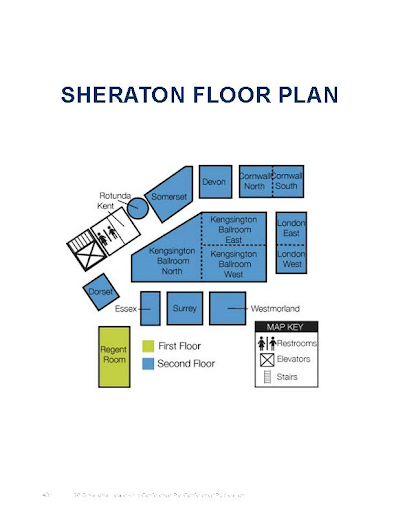 SHERATON FLOOR PLAN
Rotunda
Kent
Somerset
Devon
Cornwall
North
Cornwall
South
Kengsington
Ballroom
East
Kengsington
Ballroom
North
Kengsington
Ballroom
West
London
East
London
West
Dorset
Essex
Surrey
Westmorland
Regent
Room
First Floor
Second Floor
MAP KEY
Restrooms
Elevators
Stairs